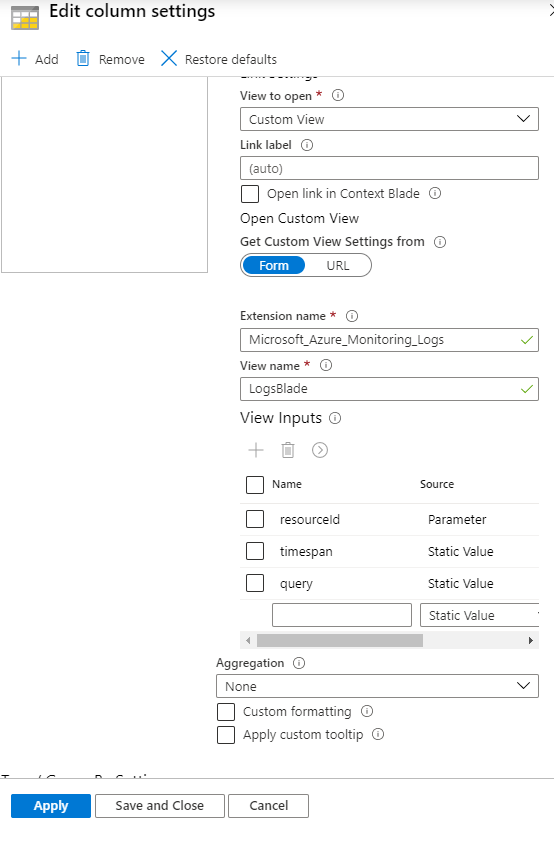 Edit column settings
Add Remove Restore defaults
Link Settings
View to open *
Custom View
Link label
(auto)
Open link in Context Blade
Open Custom View
Get Custom View Settings from
Form URL
Extension name *
Microsoft_Azure_Monitoring_Logs
View name *
LogsBlade
View Inputs
Name Source
resourceId Parameter
timespan Static Value
query Static Value
Static Value
Aggregation
None
Custom formatting
Apply custom tooltip
Apply Save and Close Cancel